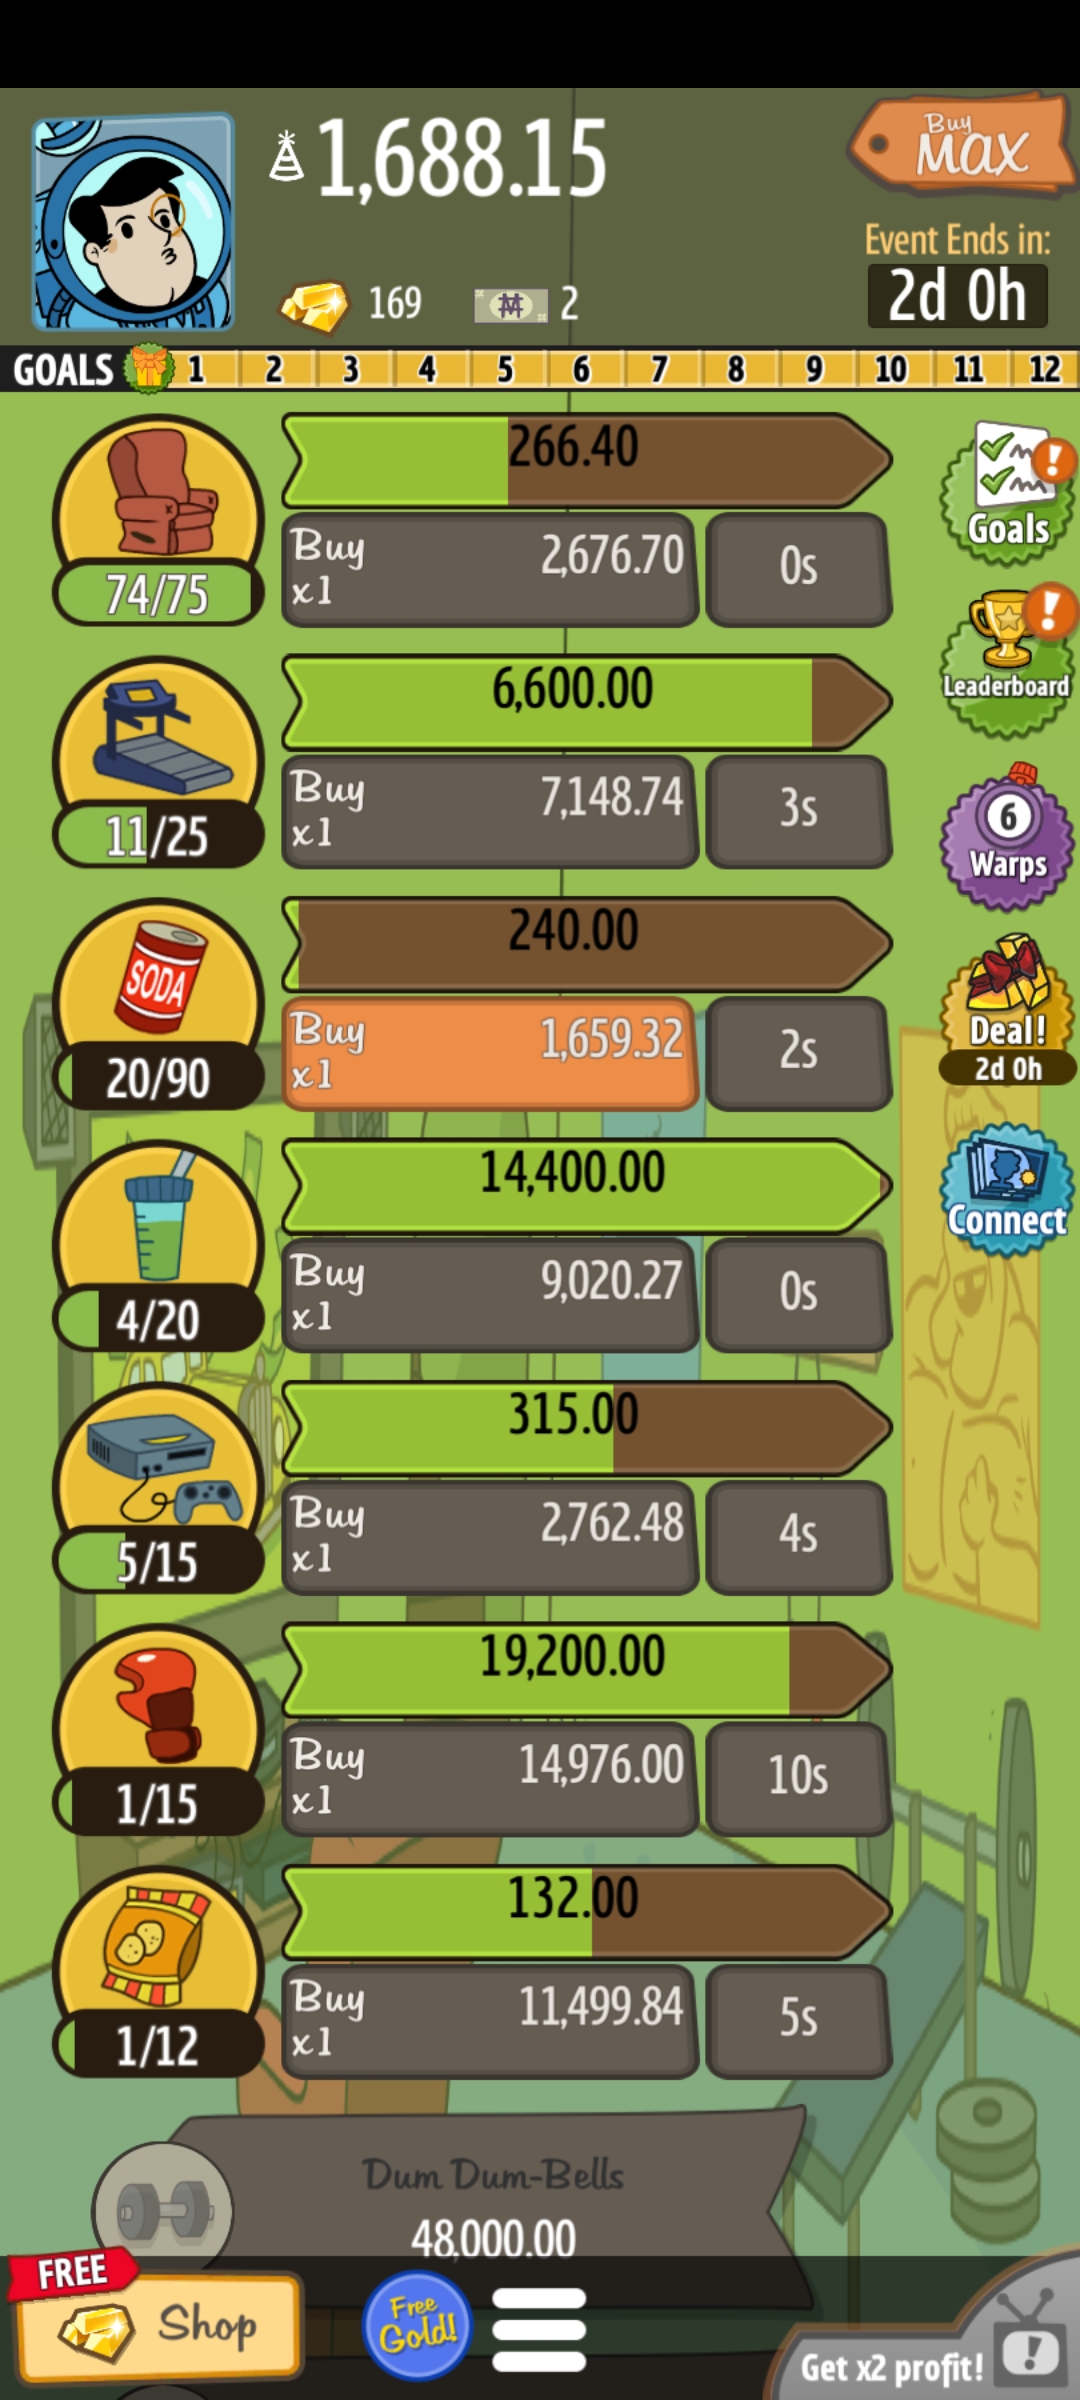 1,688.15
Buy
MAX
Event Ends in:
169
2
2d 0h
GOALS 1 2 3 4 5 6 7 8 9 10 11 12
266.40
Buy
x1
2,676.70
0s
74/75
Goals
6,600.00
Buy
x1
7,148.74
3s
11/25
Leaderboard
6
Warps
240.00
SODA
Buy
x1
1,659.32
2s
20/90
Deal!
2d 0h
14,400.00
Buy
x1
9,020.27
0s
4/20
Connect
315.00
Buy
x1
2,762.48
4s
5/15
19,200.00
Buy
x1
14,976.00
10s
1/15
132.00
Buy
x1
11,499.84
5s
1/12
Dum Dum-Bells
48,000.00
FREE
Shop
Free
Gold!
Get x2 profit!